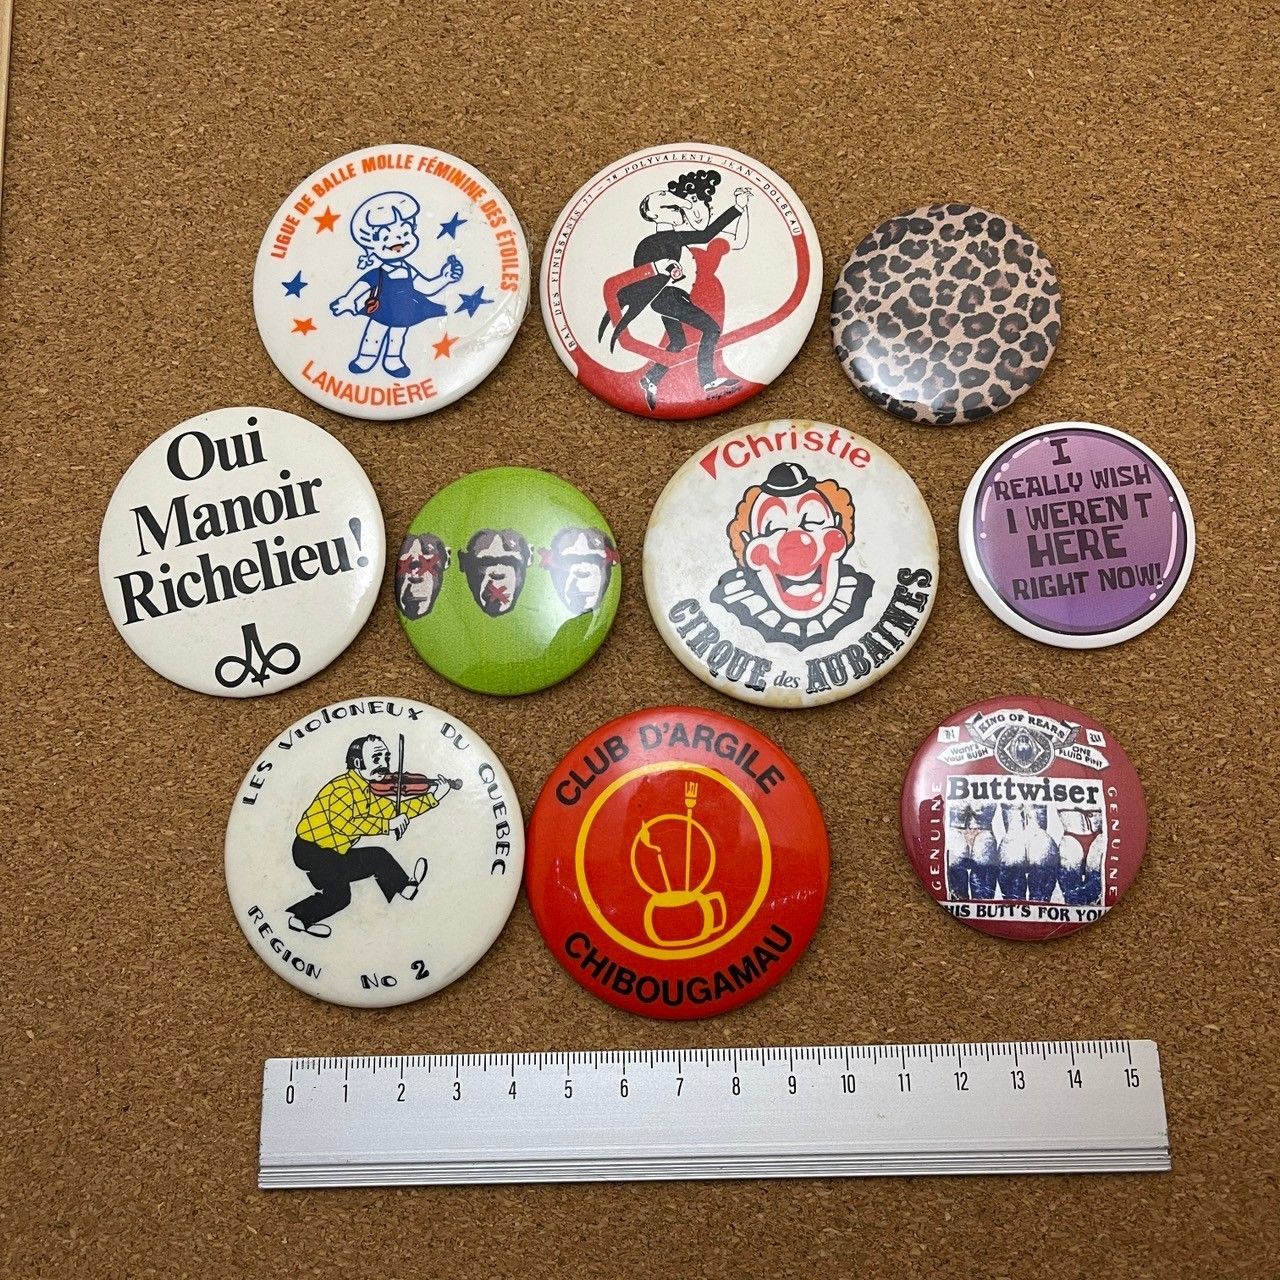 LIGUE DE BALLE MOLLE FÉMININE DES ÉTOILES
LANAUDIÈRE
BAL DES FINISSANTS 77-78 POLYVALENTE JEAN-DOLBEAU
Oui
Manoir
Richelieu!
Christie
CIRQUE des AUBAINES
I
REALLY WISH
I WEREN'T
HERE
RIGHT NOW!
LES VIOLONEUX DU QUEBEC
REGION No 2
CLUB D'ARGILE
CHIBOUGAMAU
KING OF REARS
Want's Your BUSH
ONE FLUID PINT
Buttwiser
GENUINE
GENUINE
HIS BUTT'S FOR YOU
0 1 2 3 4 5 6 7 8 9 10 11 12 13 14 15